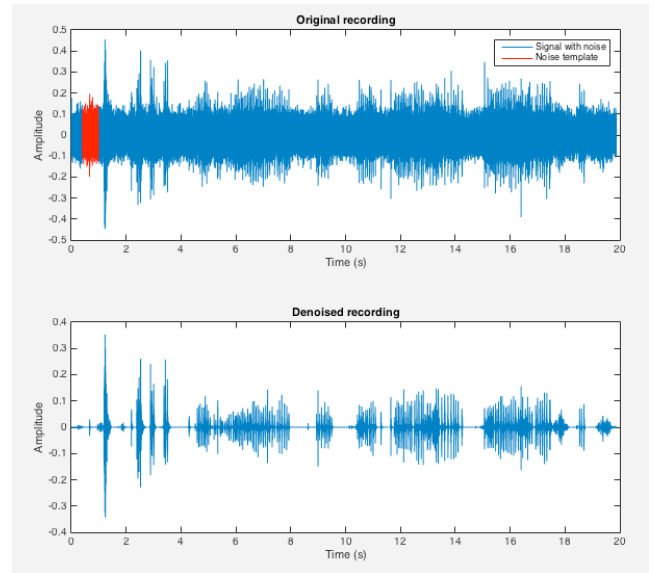 Original recording
0.5
0.4
0.3
0.2
0.1
0
-0.1
-0.2
-0.3
-0.4
-0.5
Amplitude
Signal with noise
Noise template
0 2 4 6 8 10 12 14 16 18 20
Time (s)
Denoised recording
0.4
0.3
0.2
0.1
0
-0.1
-0.2
-0.3
-0.4
Amplitude
0 2 4 6 8 10 12 14 16 18 20
Time (s)